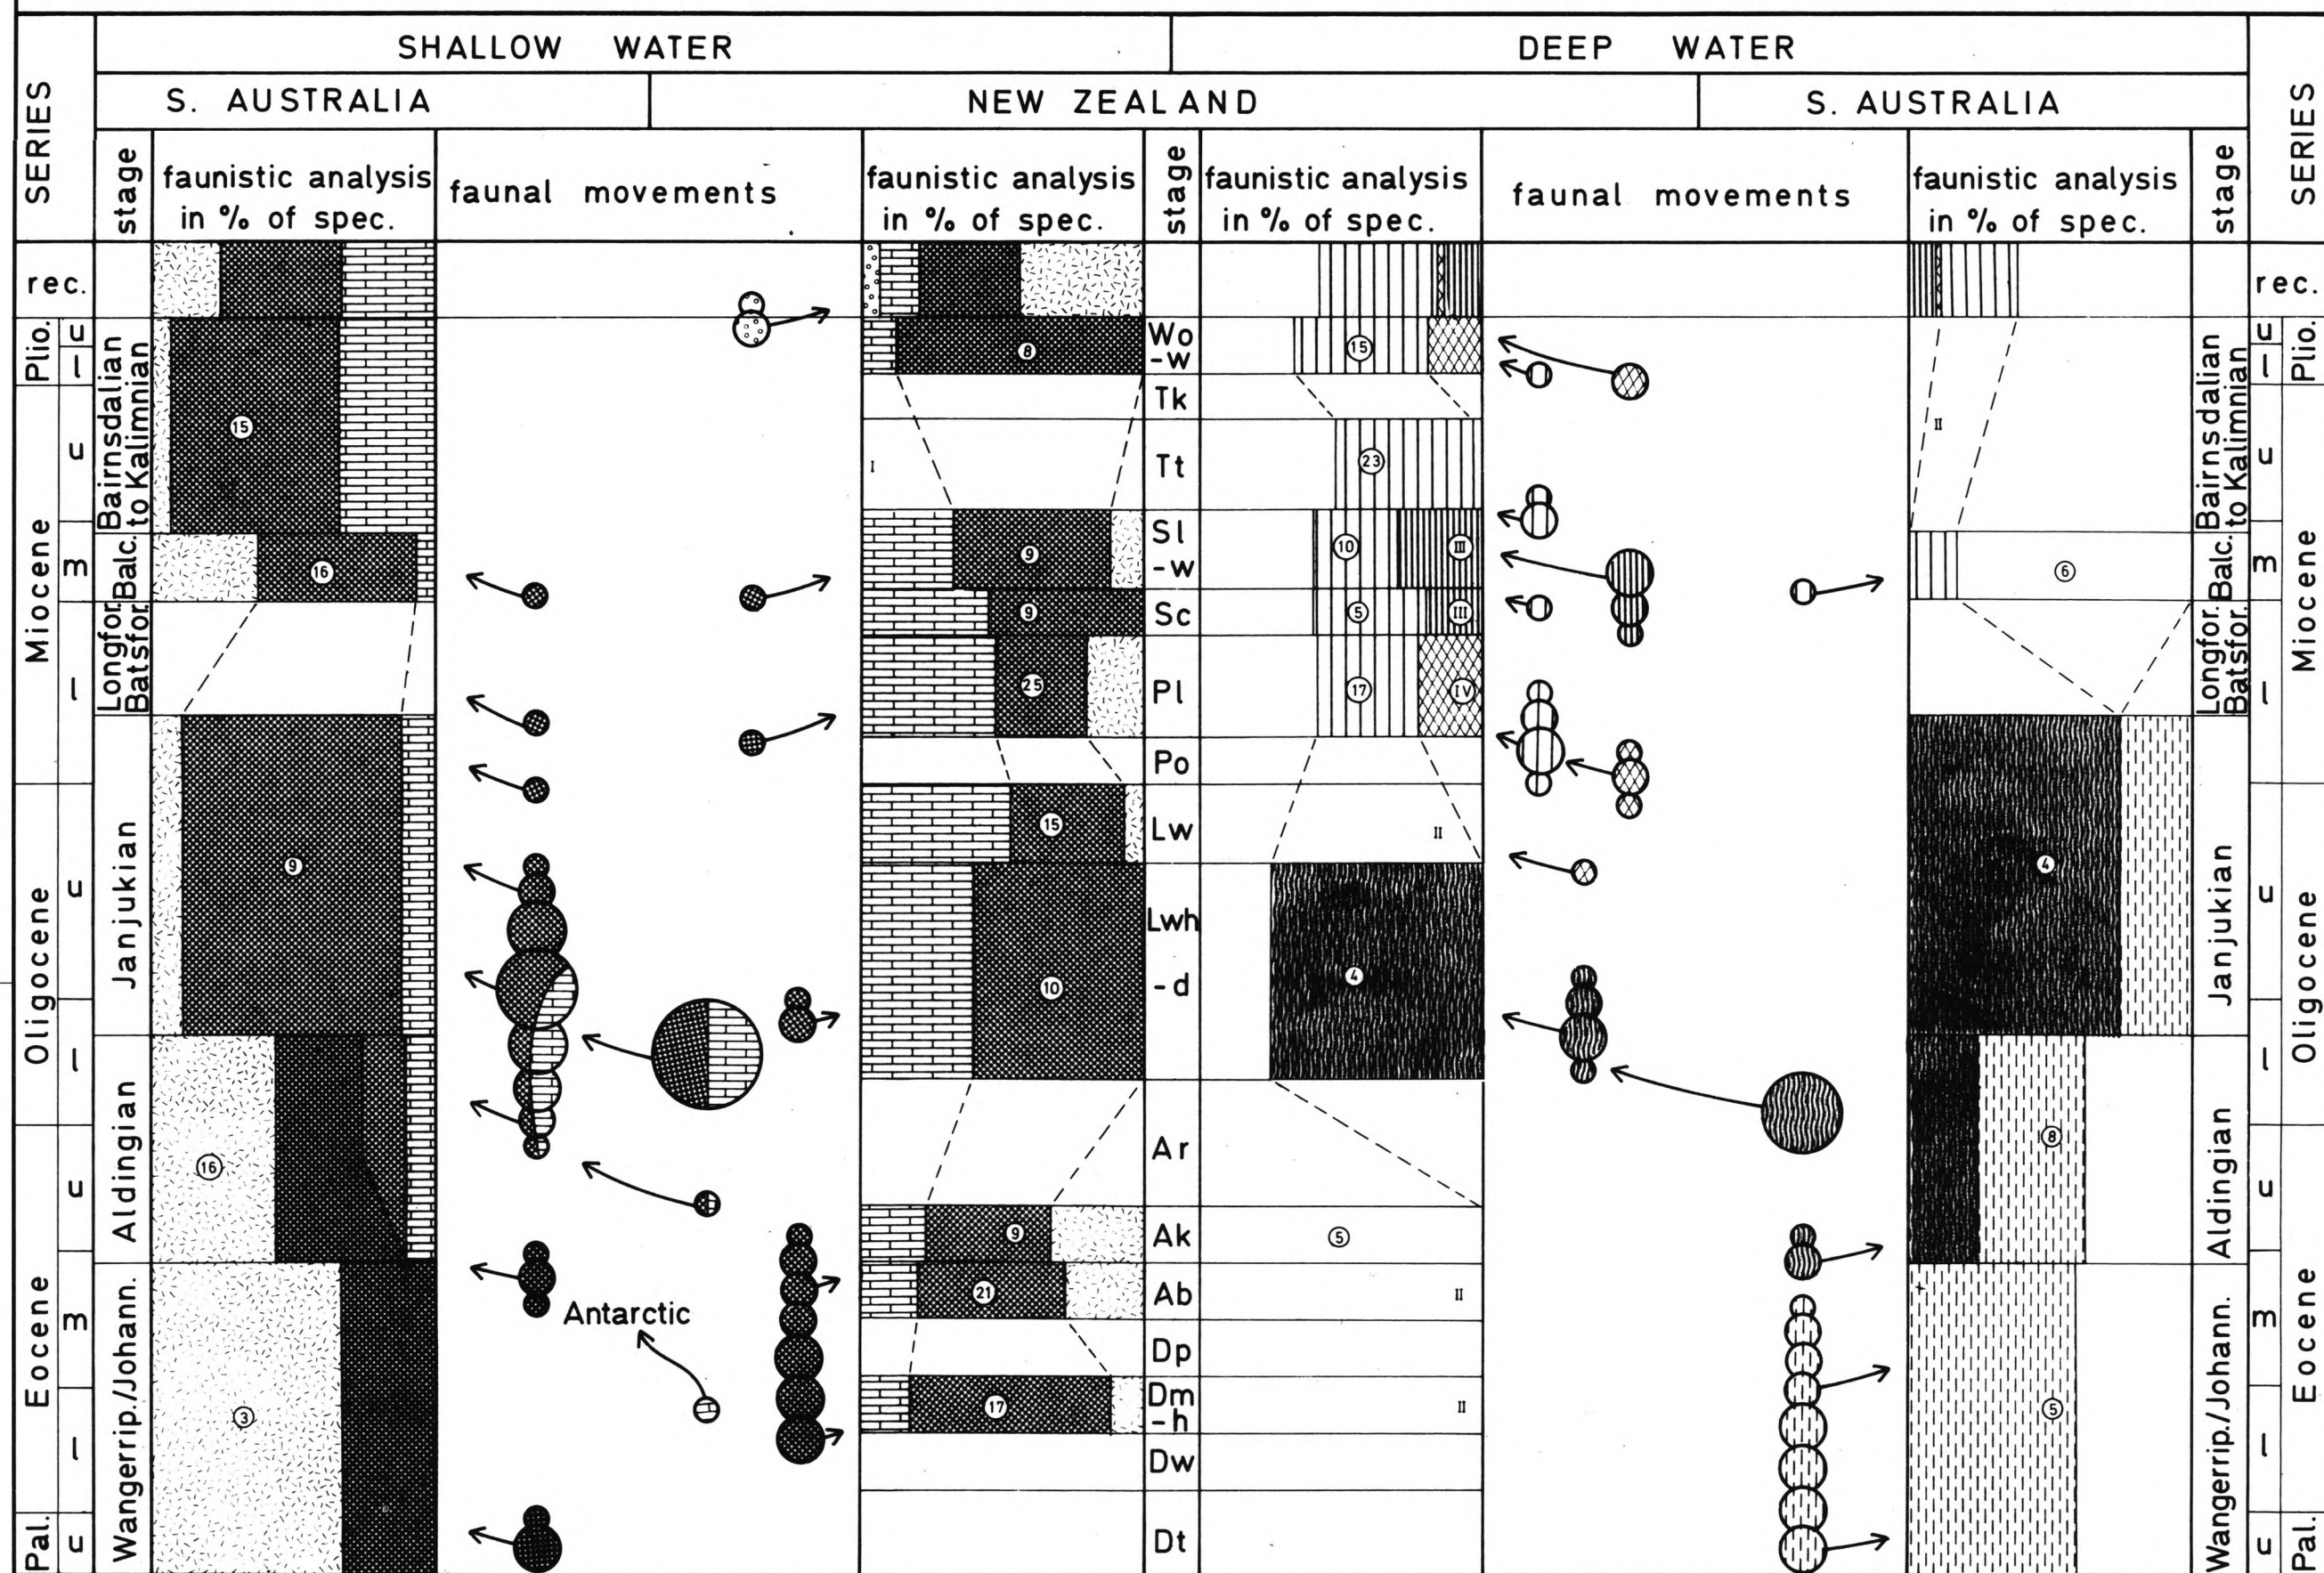 SHALLOW WATER
DEEP WATER
S. AUSTRALIA
NEW ZEALAND
S. AUSTRALIA
SERIES
stage
faunistic analysis
in % of spec.
faunal movements
faunistic analysis
in % of spec.
stage
faunistic analysis
in % of spec.
faunal movements
faunistic analysis
in % of spec.
stage
SERIES
rec.
Plio.
u
l
Miocene
u
m
l
Oligocene
u
l
Eocene
u
m
l
Pal.
u
Bairnsdalian
to Kalimnian
Balc.
Longfor.
Batsfor.
Janjukian
Aldingian
Wangerrip./Johann.
15
16
9
16
3
Antarctic
8
I
9
9
25
15
10
9
21
17
Wo
-w
Tk
Tt
Sl
-w
Sc
Pl
Po
Lw
Lwh
-d
Ar
Ak
Ab
Dp
Dm
-h
Dw
Dt
15
23
10 III
5 III
17 IV
II
4
5
II
II
II
6
4
8
5
Bairnsdalian
to Kalimnian
Balc.
Longfor.
Batsfor.
Janjukian
Aldingian
Wangerrip./Johann.
rec.
u
l
Plio.
u
m
l
Miocene
u
l
Oligocene
u
m
l
Eocene
u
Pal.